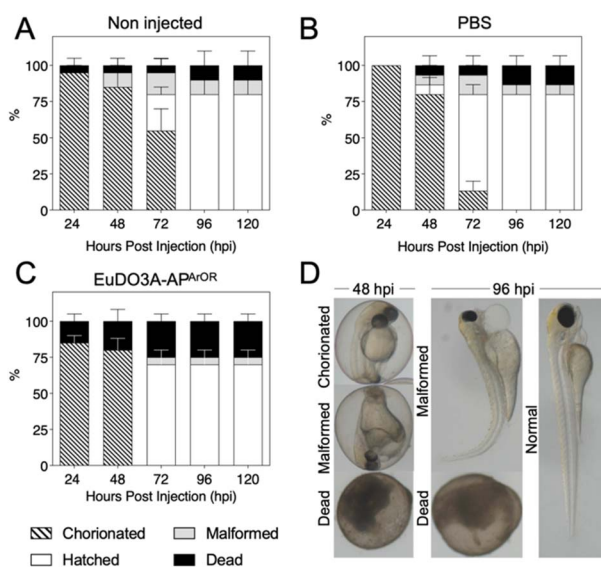 A
Non injected
100
75
50
25
0
%
24 48 72 96 120
Hours Post Injection (hpi)
B
PBS
100
75
50
25
0
%
24 48 72 96 120
Hours Post Injection (hpi)
C
EuDO3A-APArOR
100
75
50
25
0
%
24 48 72 96 120
Hours Post Injection (hpi)
Chorionated
Malformed
Hatched
Dead
D
48 hpi
96 hpi
Chorionated
Malformed
Dead
Malformed
Dead
Normal